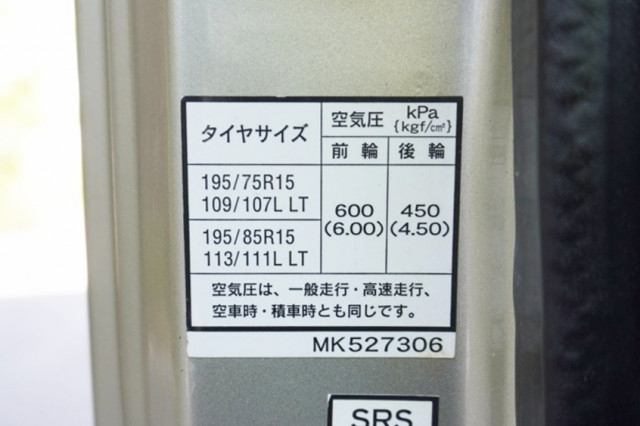 タイヤサイズ
空気圧 kPa
{kgf/cm²}
前輪 後輪
195/75R15
109/107L LT
600 450
(6.00) (4.50)
195/85R15
113/111L LT
空気圧は、一般走行・高速走行、
空車時・積車時とも同じです。
MK527306
SRS